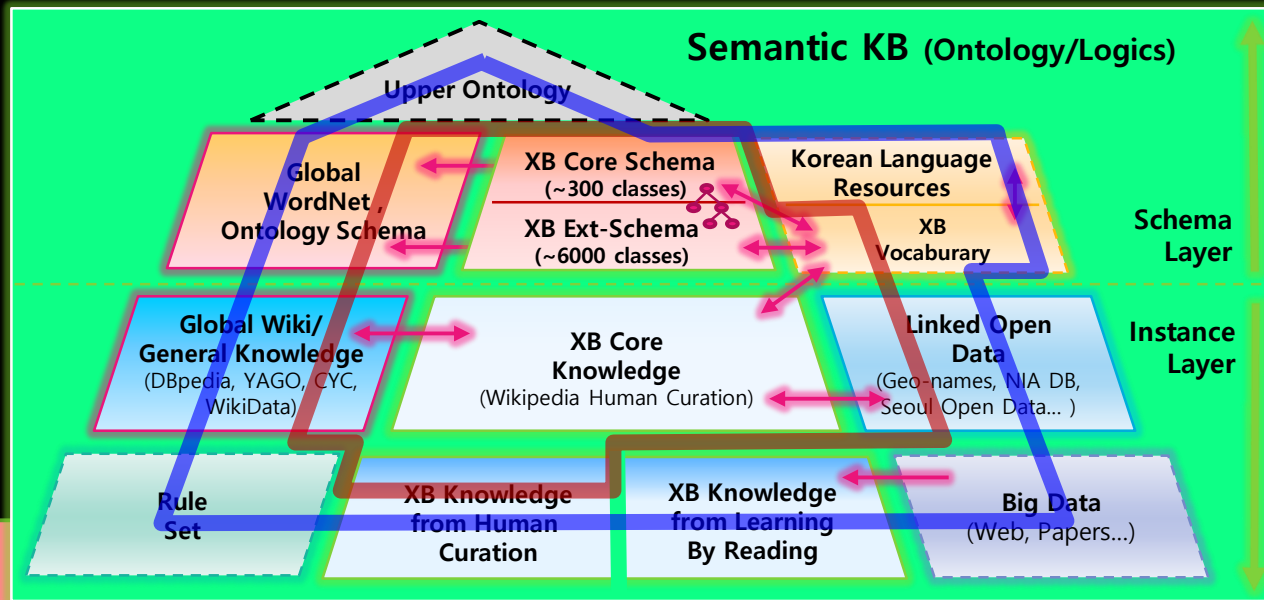 Semantic KB (Ontology/Logics)
Upper Ontology
Global
WordNet ,
Ontology Schema
XB Core Schema
(~300 classes)
XB Ext-Schema
(~6000 classes)
Korean Language
Resources
XB
Vocaburary
Schema
Layer
Global Wiki/
General Knowledge
(DBpedia, YAGO, CYC,
WikiData)
XB Core
Knowledge
(Wikipedia Human Curation)
Linked Open
Data
(Geo-names, NIA DB,
Seoul Open Data... )
Instance
Layer
Rule
Set
XB Knowledge
from Human
Curation
XB Knowledge
from Learning
By Reading
Big Data
(Web, Papers...)